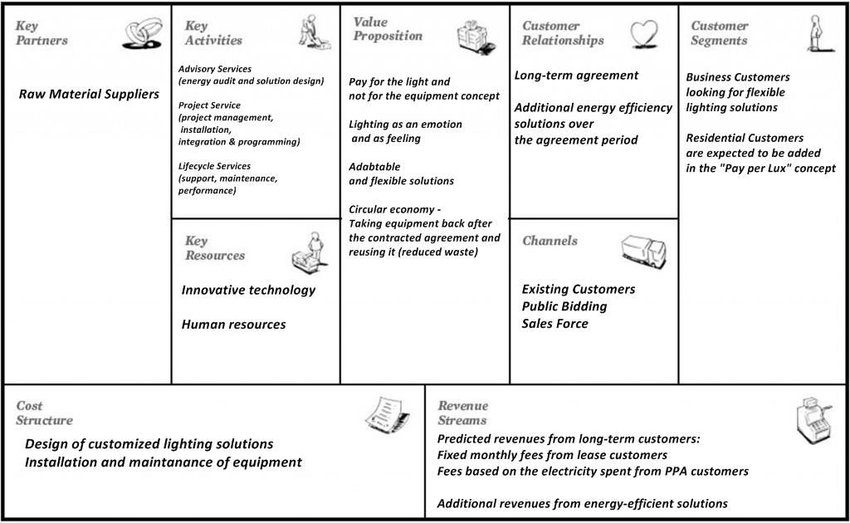 Key
Partners
Raw Material Suppliers
Key
Activities
Advisory Services
(energy audit and solution design)
Project Service
(project management,
installation,
integration & programming)
Lifecycle Services
(support, maintenance,
performance)
Key
Resources
Innovative technology
Human resources
Value
Proposition
Pay for the light and
not for the equipment concept
Lighting as an emotion
and as feeling
Adabtable
and flexible solutions
Circular economy -
Taking equipment back after
the contracted agreement and
reusing it (reduced waste)
Customer
Relationships
Long-term agreement
Additional energy efficiency
solutions over
the agreement period
Channels
Existing Customers
Public Bidding
Sales Force
Customer
Segments
Business Customers
looking for flexible
lighting solutions
Residential Customers
are expected to be added
in the "Pay per Lux" concept
Cost
Structure
Design of customized lighting solutions
Installation and maintanance of equipment
Revenue
Streams
Predicted revenues from long-term customers:
Fixed monthly fees from lease customers
Fees based on the electricity spent from PPA customers
Additional revenues from energy-efficient solutions